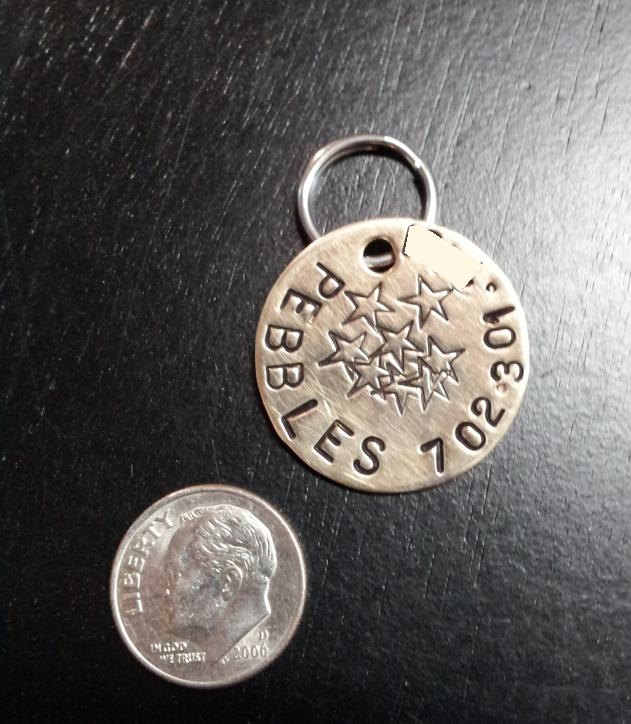 PEBBLES 702·301·
LIBERTY
IN GOD
WE TRUST
D
2006